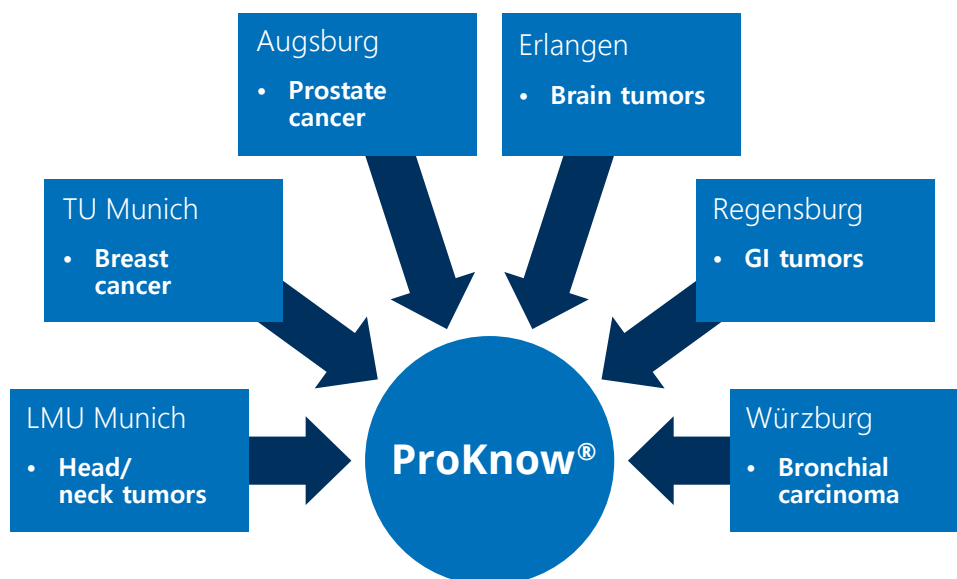 Augsburg
• Prostate
cancer
Erlangen
• Brain tumors
TU Munich
• Breast
cancer
Regensburg
• GI tumors
LMU Munich
• Head/
neck tumors
ProKnow®
Würzburg
• Bronchial
carcinoma